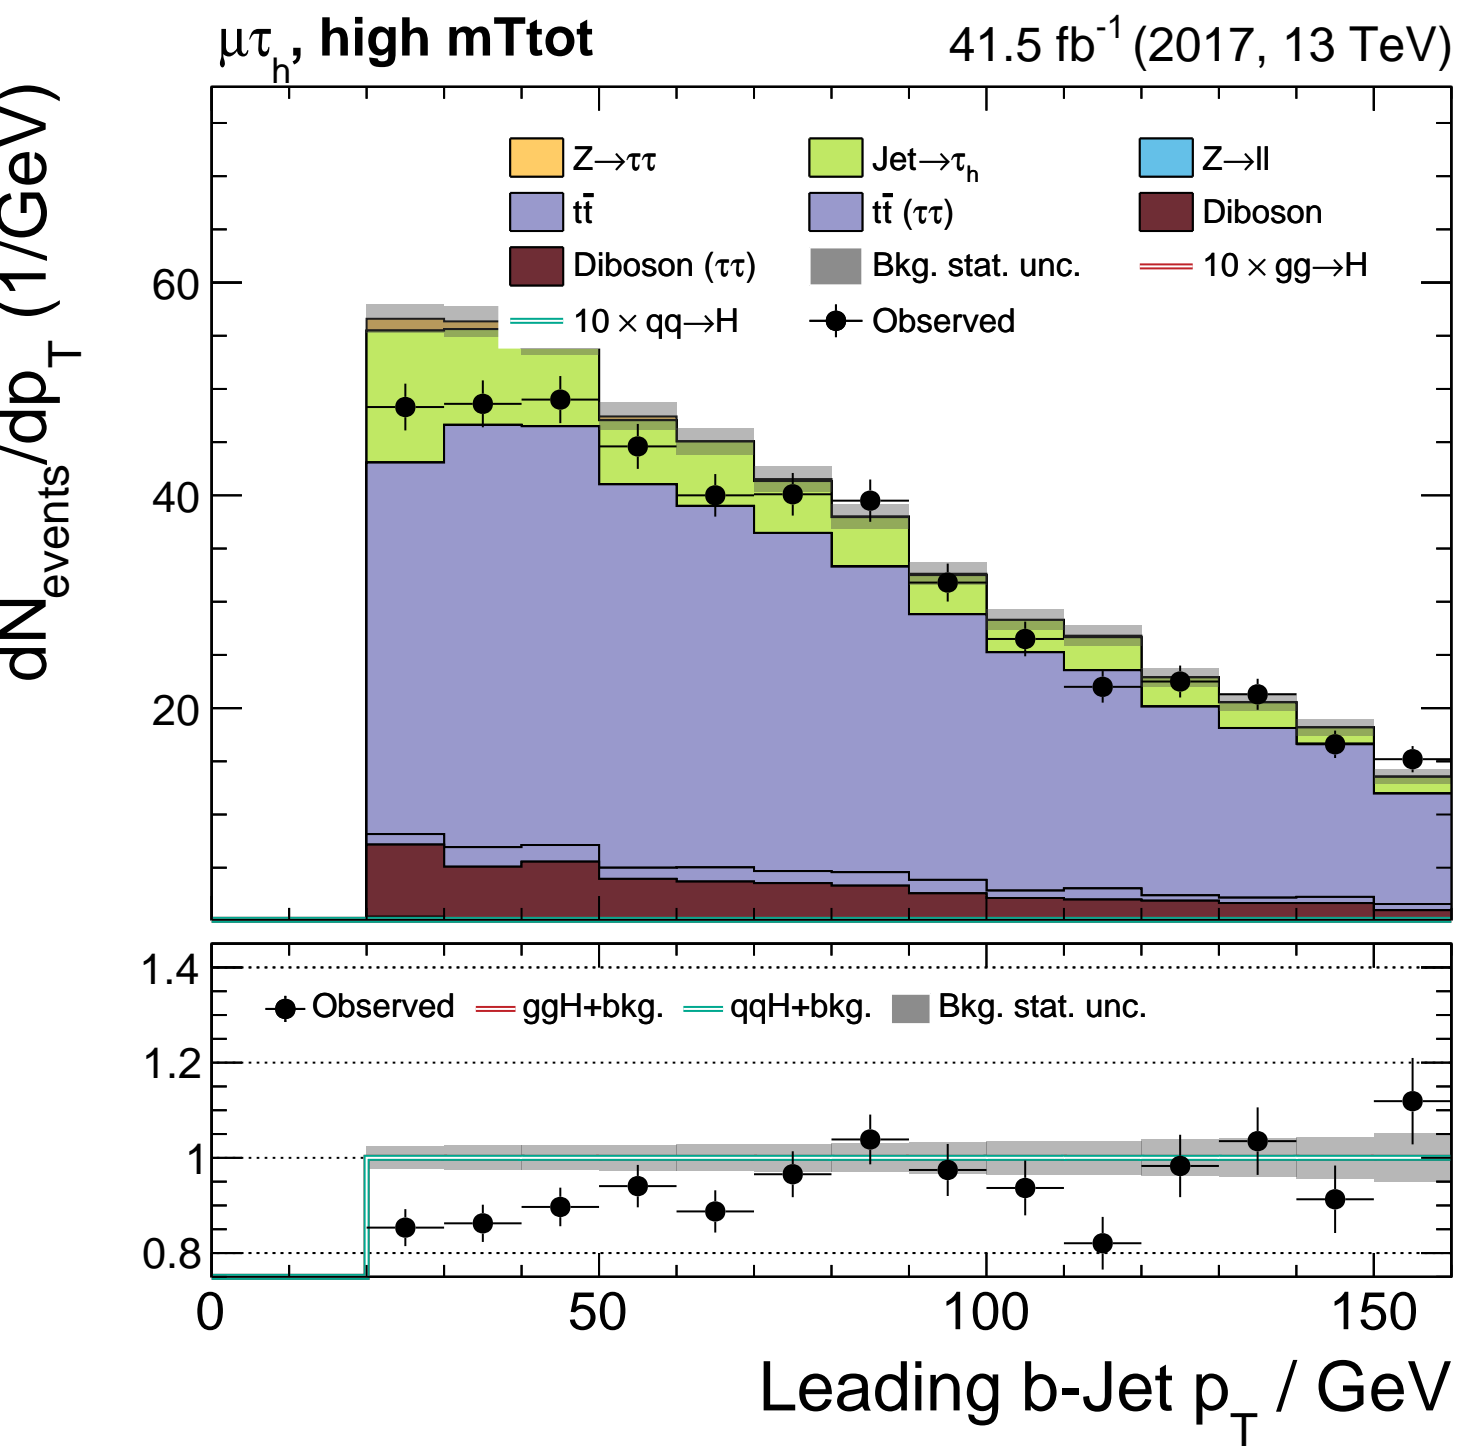 μτh, high mTtot 41.5 fb-1 (2017, 13 TeV)
dNevents/dpT (1/GeV)
Z→ττ Jet→τh Z→ll
tt̄ tt̄ (ττ) Diboson
Diboson (ττ) Bkg. stat. unc. 10 × gg→H
10 × qq→H Observed
60
40
20
1.4
Observed ggH+bkg. qqH+bkg. Bkg. stat. unc.
1.2
1
0.8
0 50 100 150
Leading b-Jet pT / GeV